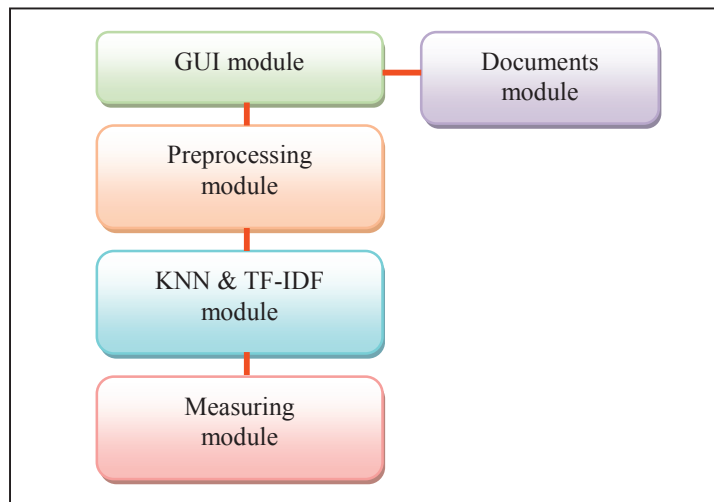 GUI module
Documents
module
Preprocessing
module
KNN & TF-IDF
module
Measuring
module